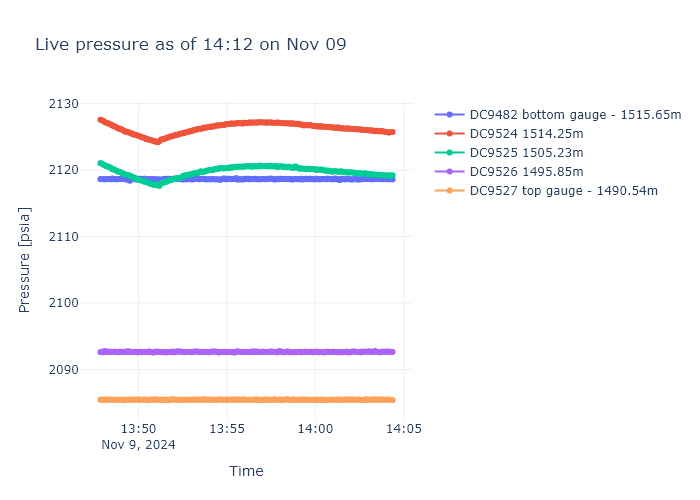 Live pressure as of 14:12 on Nov 09
2130
2120
2110
2100
2090
Pressure [psia]
13:50
13:55
14:00
14:05
Nov 9, 2024
Time
DC9482 bottom gauge - 1515.65m
DC9524 1514.25m
DC9525 1505.23m
DC9526 1495.85m
DC9527 top gauge - 1490.54m